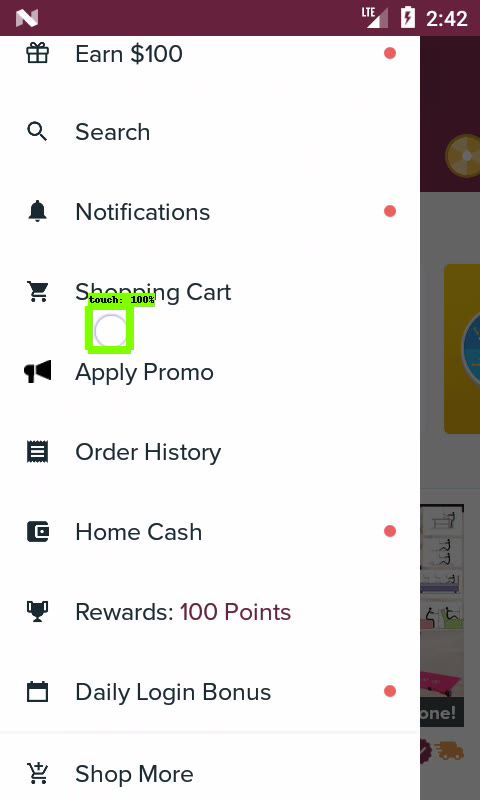 LTE 2:42
Earn $100
Search
Notifications
Shopping Cart
touch: 100%
Apply Promo
Order History
Home Cash
Rewards: 100 Points
Daily Login Bonus
one!
Shop More